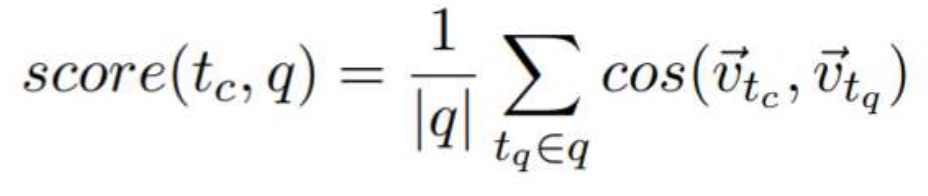 score(t_c, q) = \frac{1}{|q|} \sum_{t_q \in q} cos(\vec{v}_{t_c}, \vec{v}_{t_q})